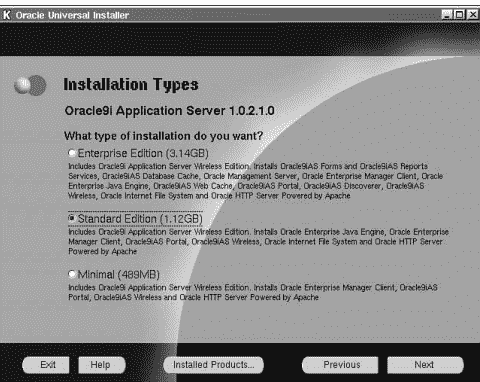 K Oracle Universal Installer
Installation Types
Oracle9i Application Server 1.0.2.1.0
What type of installation do you want?
Enterprise Edition (3.14GB)
Includes Oracle9i Application Server Wireless Edition. Installs Oracle9iAS Forms and Oracle9iAS Reports
Services, Oracle9iAS Database Cache, Oracle Management Server, Oracle Enterprise Manager Client, Oracle
Enterprise Java Engine, Oracle9iAS Web Cache, Oracle9iAS Portal, Oracle9iAS Discoverer, Oracle9iAS
Wireless, Oracle Internet File System and Oracle HTTP Server Powered by Apache
Standard Edition (1.12GB)
Includes Oracle9i Application Server Wireless Edition. Installs Oracle Enterprise Java Engine, Oracle Enterprise
Manager Client, Oracle9iAS Portal, Oracle9iAS Wireless, Oracle Internet File System and Oracle HTTP Server
Powered by Apache
Minimal (489MB)
Includes Oracle9i Application Server Wireless Edition. Installs Oracle Enterprise Manager Client, Oracle9iAS
Portal, Oracle9iAS Wireless and Oracle HTTP Server Powered by Apache
Exit Help Installed Products... Previous Next